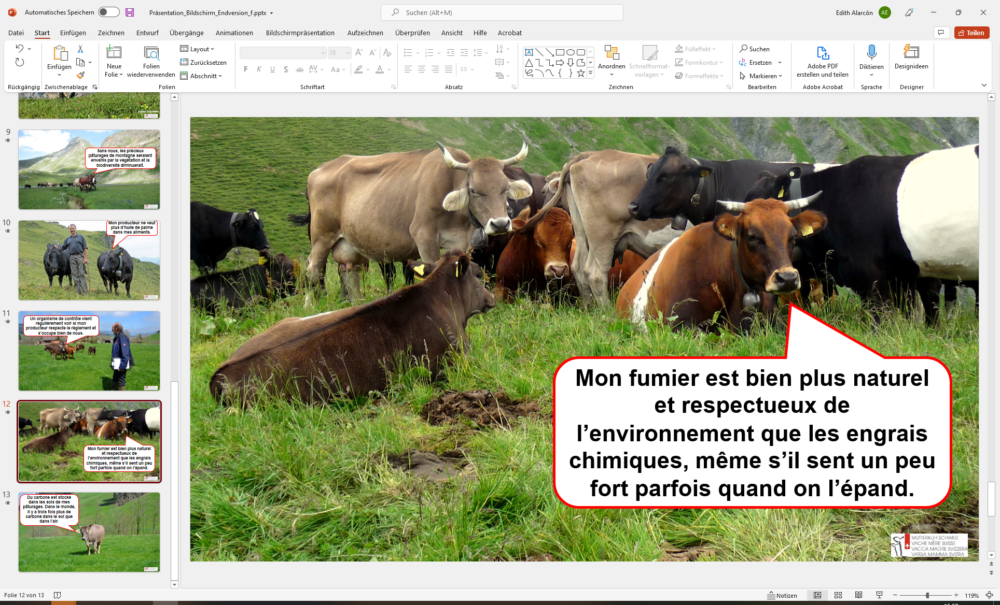 Automatisches Speichern
Präsentation_Bildschirm_Endversion_f.pptx
Suchen (Alt+M)
Edith Alarcón
AE
Datei Start Einfügen Zeichnen Entwurf Übergänge Animationen Bildschirmpräsentation Aufzeichnen Überprüfen Ansicht Hilfe Acrobat
Teilen
Rückgängig
Einfügen
Zwischenablage
Neue
Folie
Folien
wiederverwenden
Layout
Zurücksetzen
Abschnitt
Folien
18
F K U S ab AV Aa A
Schriftart
Absatz
Anordnen
Schnellformat-
vorlagen
Fülleffekt
Formkontur
Formeffekte
Zeichnen
Suchen
Ersetzen
Markieren
Bearbeiten
Adobe PDF
erstellen und teilen
Adobe Acrobat
Diktieren
Sprache
Designideen
Designer
Agnes Schneider
9
Sans nous, les précieux
pâturages de montagne seraient
envahis par la végétation et la
biodiversité diminuerait.
10
Mon producteur ne veut
plus d'huile de palme
dans mes aliments.
11
Un organisme de contrôle vient
régulièrement voir si mon
producteur respecte le règlement et
s'occupe bien de nous.
12
Mon fumier est bien plus naturel
et respectueux de
l'environnement que les engrais
chimiques, même s'il sent un peu
fort parfois quand on l'épand.
13
Du carbone est stocké
dans les sols de mes
pâturages. Dans le monde,
il y a trois fois plus de
carbone dans le sol que
dans l'air.
Mon fumier est bien plus naturel
et respectueux de
l’environnement que les engrais
chimiques, même s’il sent un peu
fort parfois quand on l’épand.
MUTTERKUH SCHWEIZ
VACHE MÈRE SUISSE
VACCA MADRE SVIZZERA
VATGA MAMMA SVIZRA
Folie 12 von 13
Notizen
119%